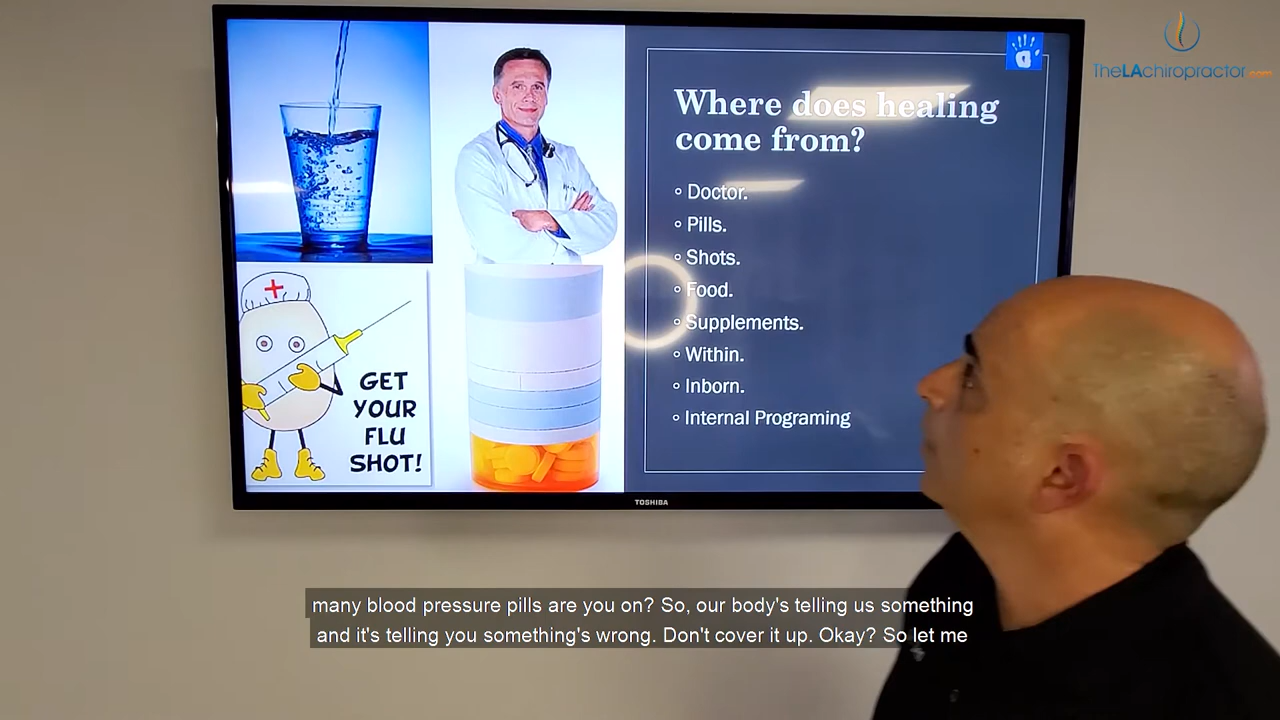 TheLAchiropractor.com
Where does healing
come from?
Doctor.
Pills.
Shots.
Food.
Supplements.
Within.
Inborn.
Internal Programing
GET
YOUR
FLU
SHOT!
TOSHIBA
many blood pressure pills are you on? So, our body's telling us something
and it's telling you something's wrong. Don't cover it up. Okay? So let me